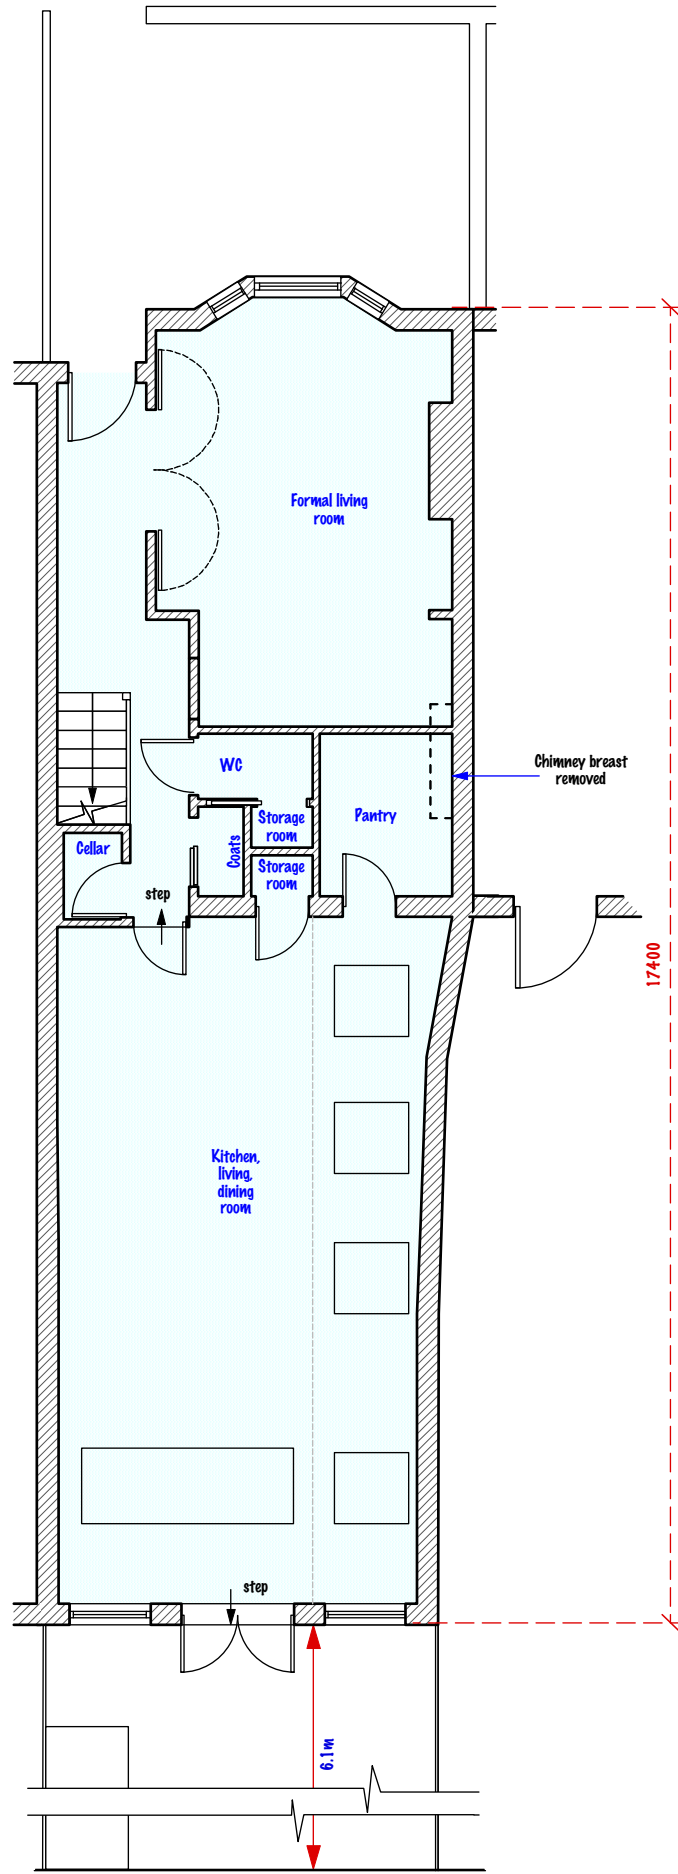 Formal living
room
WC
Chimney breast
removed
Storage
room
Pantry
Coats
Cellar
Storage
room
step
17400
Kitchen,
living,
dining
room
step
6.1m